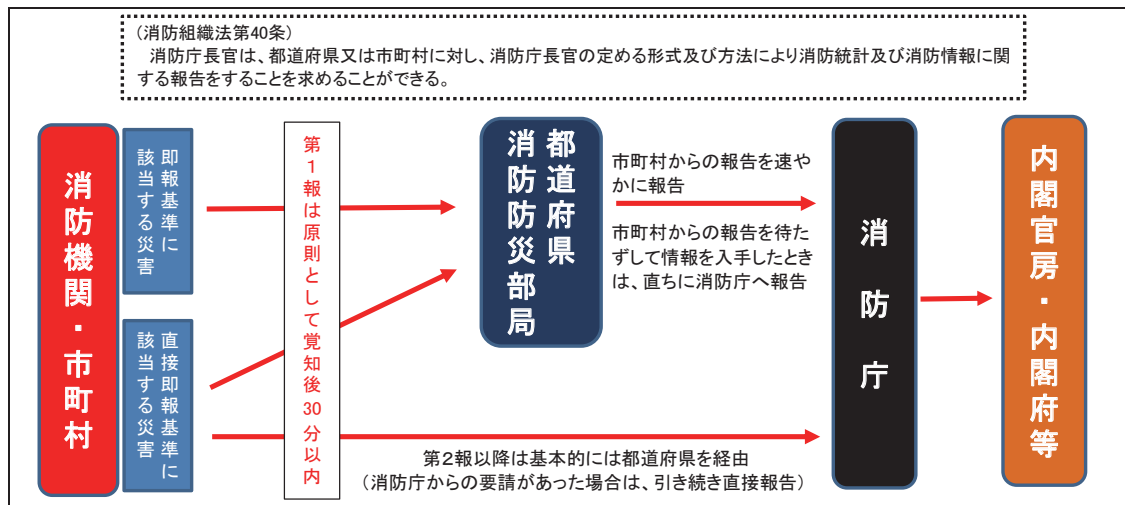 (消防組織法第40条)
消防庁長官は、都道府県又は市町村に対し、消防庁長官の定める形式及び方法により消防統計及び消防情報に関
する報告をすることを求めることができる。
消防機関・市町村
即報基準に
該当する災害
直接即報基準に
該当する災害
第1報は原則として覚知後30分以内
都道府県
消防防災部局
市町村からの報告を速や
かに報告
市町村からの報告を待た
ずして情報を入手したとき
は、直ちに消防庁へ報告
第2報以降は基本的には都道府県を経由
(消防庁からの要請があった場合は、引き続き直接報告)
消防庁
内閣官房・内閣府等